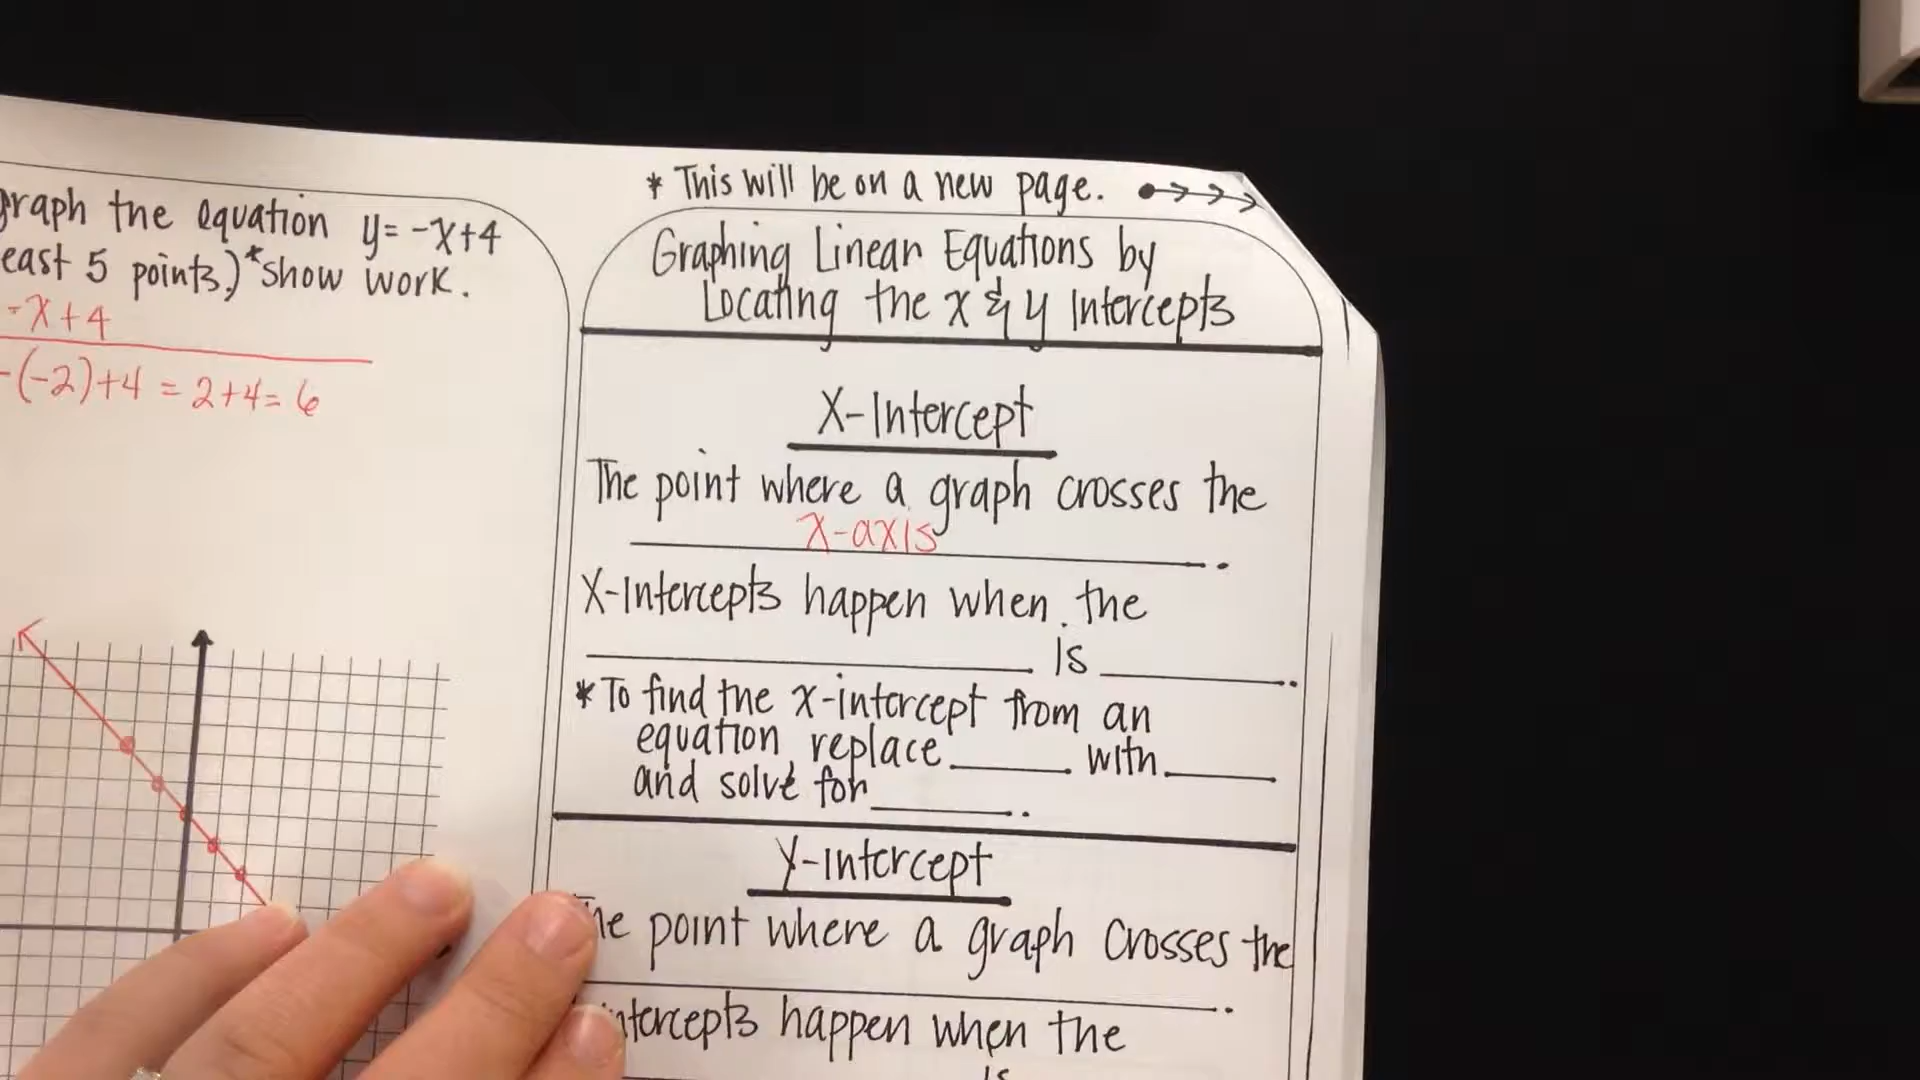 graph the equation y= -x+4
east 5 points.) *show work.
-x+4
-(-2)+4 = 2+4= 6
* This will be on a new page.
Graphing Linear Equations by
Locating the x & y Intercepts
X-Intercept
The point where a graph crosses the
x-axis.
X-Intercepts happen when the
is
* To find the x-intercept from an
equation, replace with
and solve for .
Y-intercept
he point where a graph crosses the
ntercepts happen when the
is